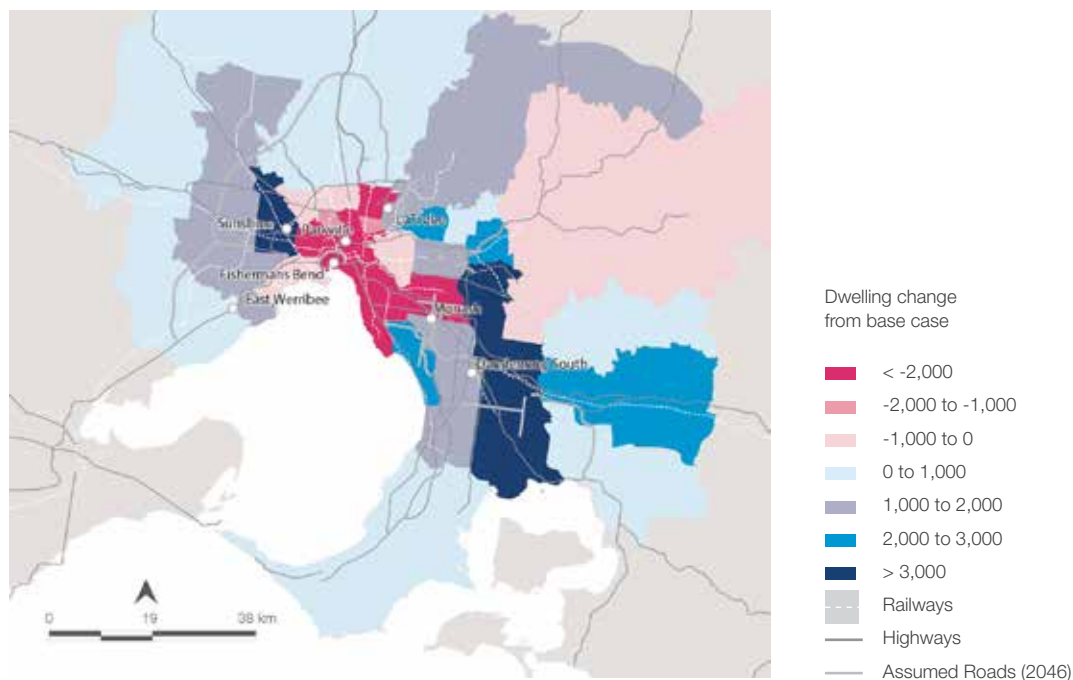 Sunshine
Parkville
LaTrobe
Fishermans Bend
East Werribee
Monash
Dandenong South
0 19 38 km
Dwelling change
from base case
< -2,000
-2,000 to -1,000
-1,000 to 0
0 to 1,000
1,000 to 2,000
2,000 to 3,000
> 3,000
Railways
Highways
Assumed Roads (2046)